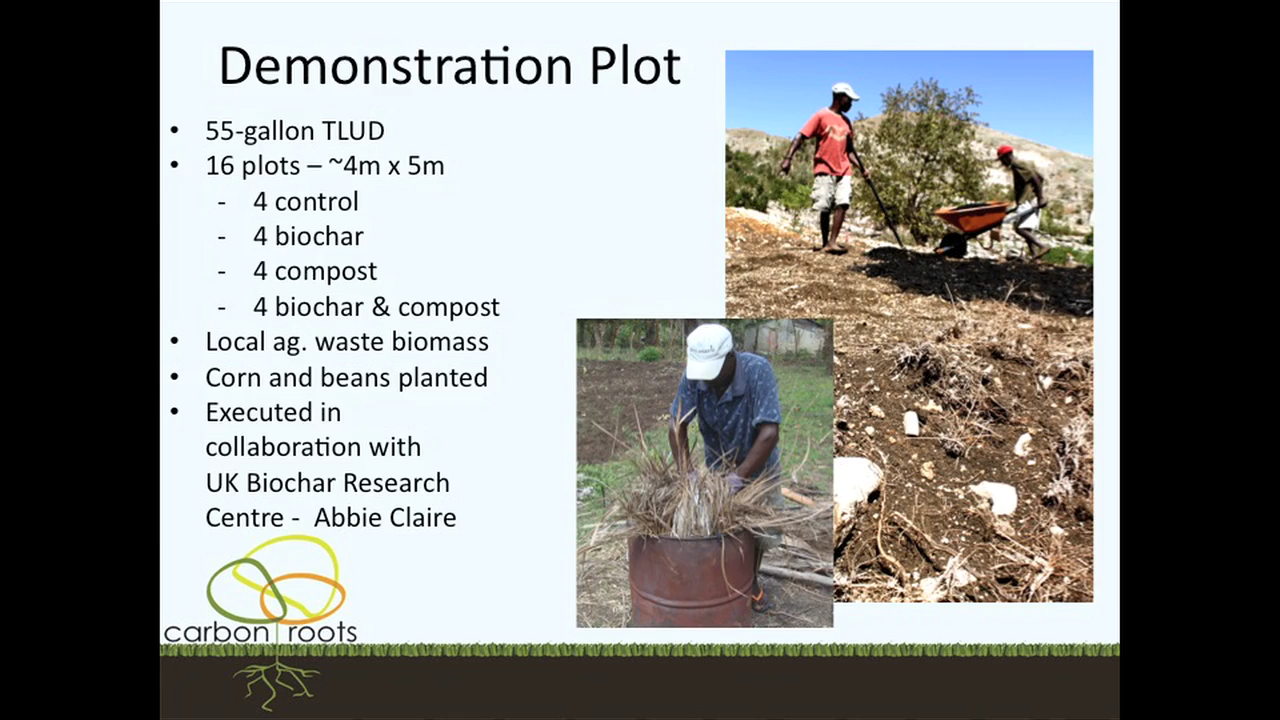 Demonstration Plot
• 55-gallon TLUD
• 16 plots – ~4m x 5m
- 4 control
- 4 biochar
- 4 compost
- 4 biochar & compost
• Local ag. waste biomass
• Corn and beans planted
• Executed in
collaboration with
UK Biochar Research
Centre - Abbie Claire
carbon roots